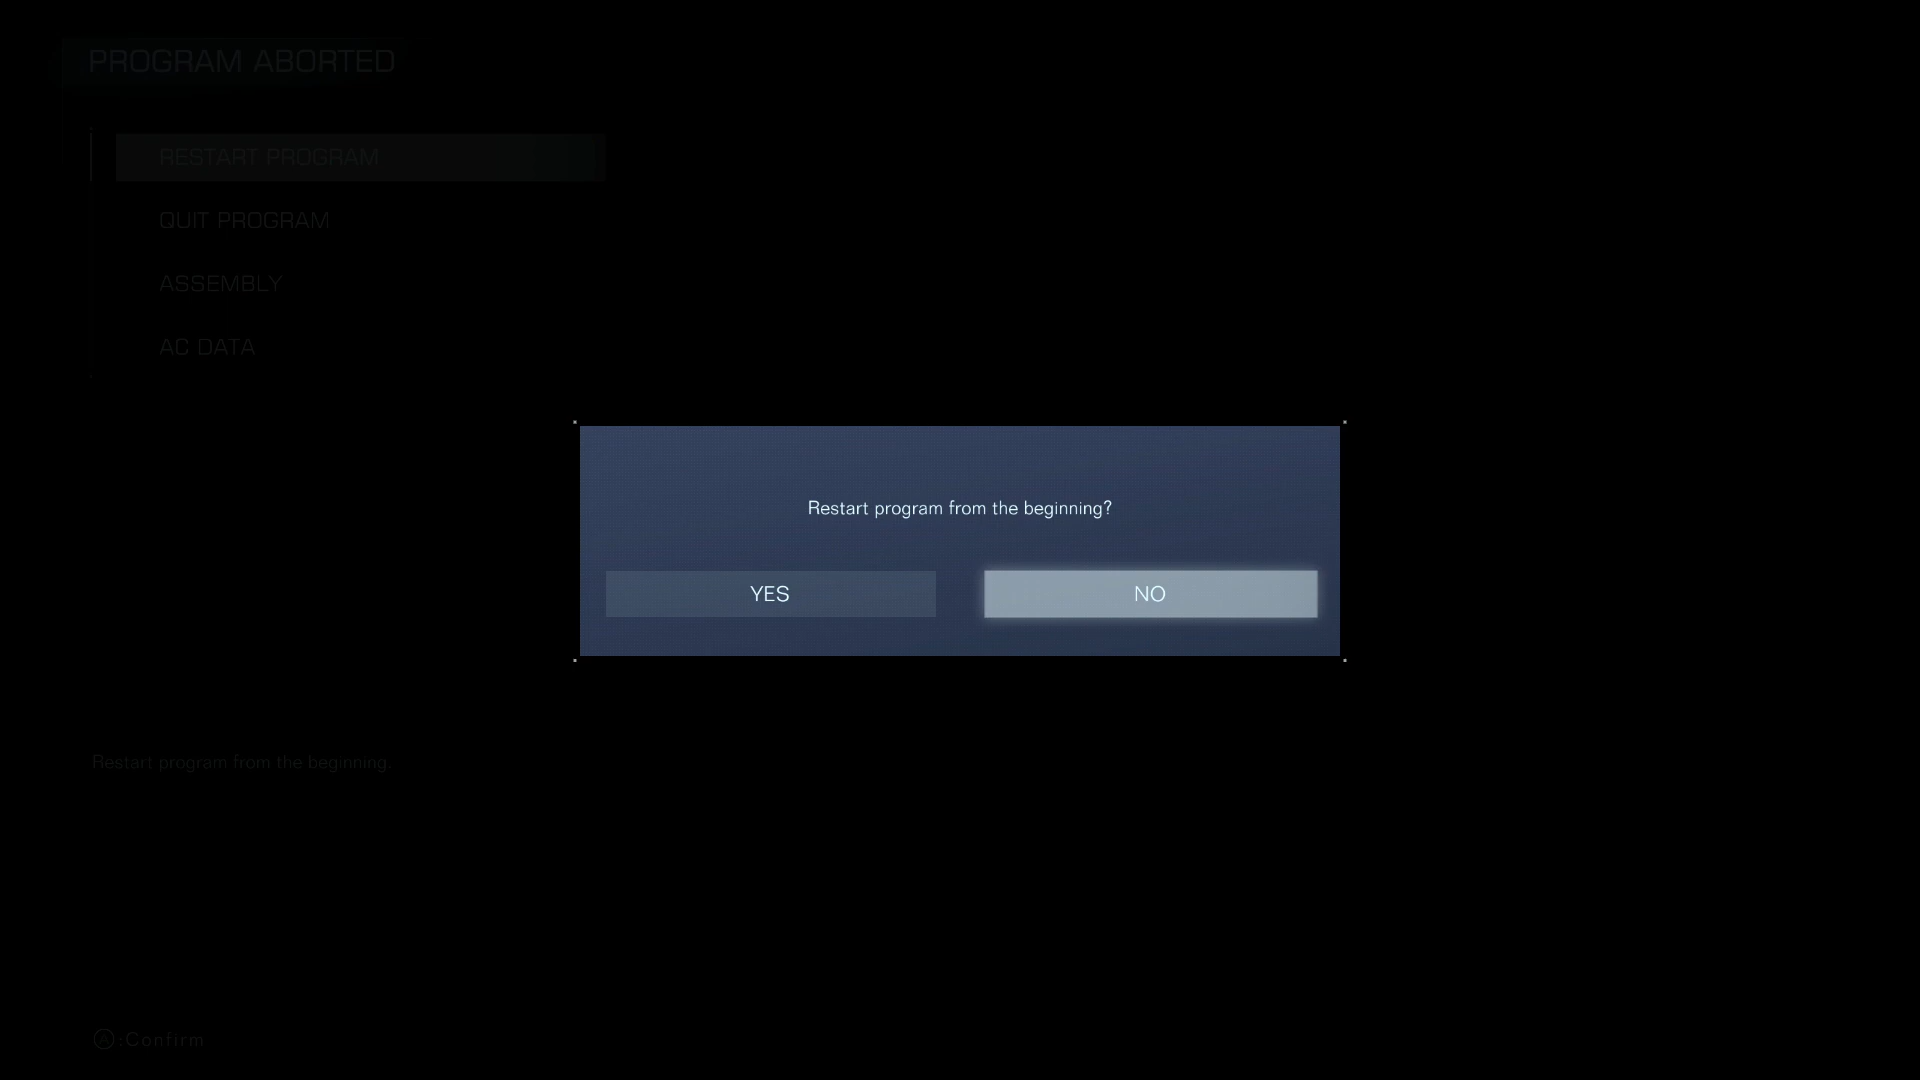 PROGRAM ABORTED
RESTART PROGRAM
QUIT PROGRAM
ASSEMBLY
AC DATA
Restart program from the beginning?
YES
NO
Restart program from the beginning.
A:Confirm